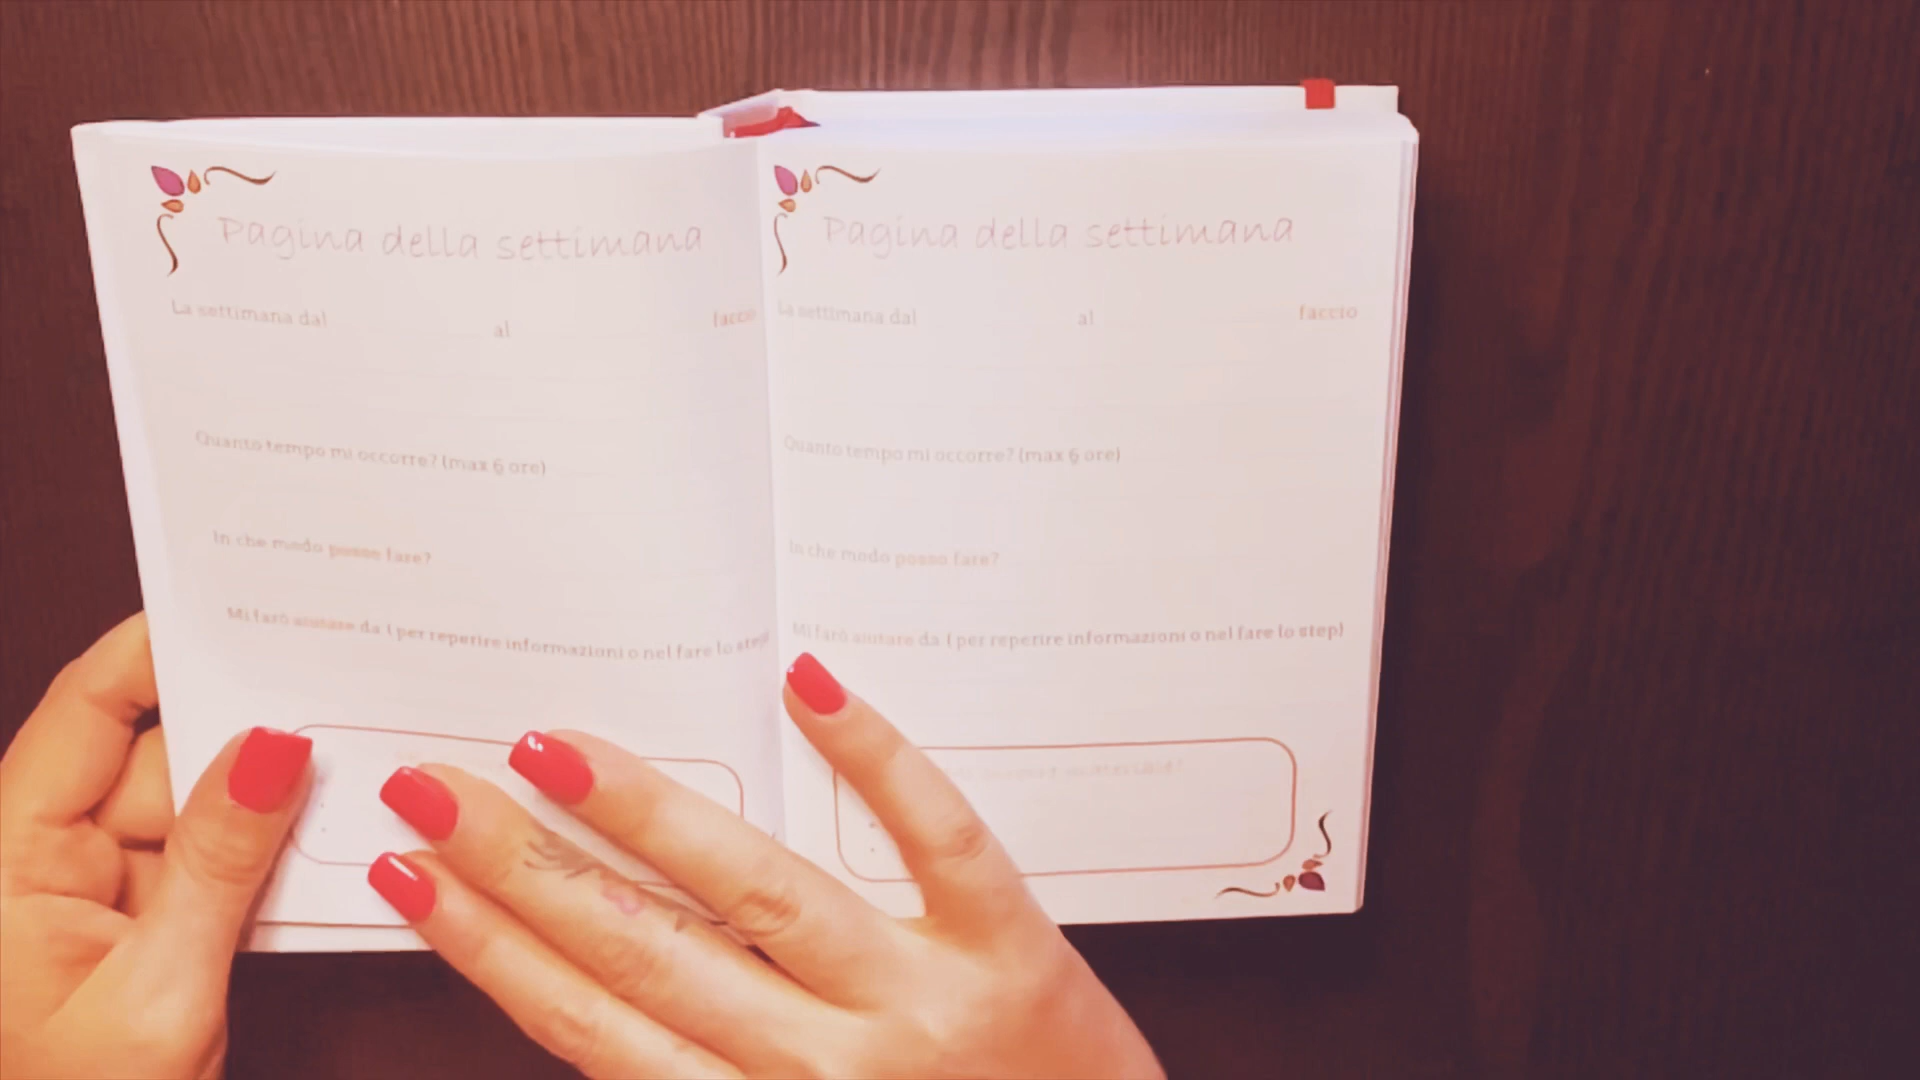 Pagina della settimana
La settimana dal al facco
Quanto tempo mi occorre? (max 6 ore)
In che modo posso fare?
Mi farò aiutare da ( per reperire informazioni o nel fare lo step)
Pagina della settimana
La settimana dal al faccio
Quanto tempo mi occorre? (max 6 ore)
In che modo posso fare?
Mi farò aiutare da ( per reperire informazioni o nel fare lo step)